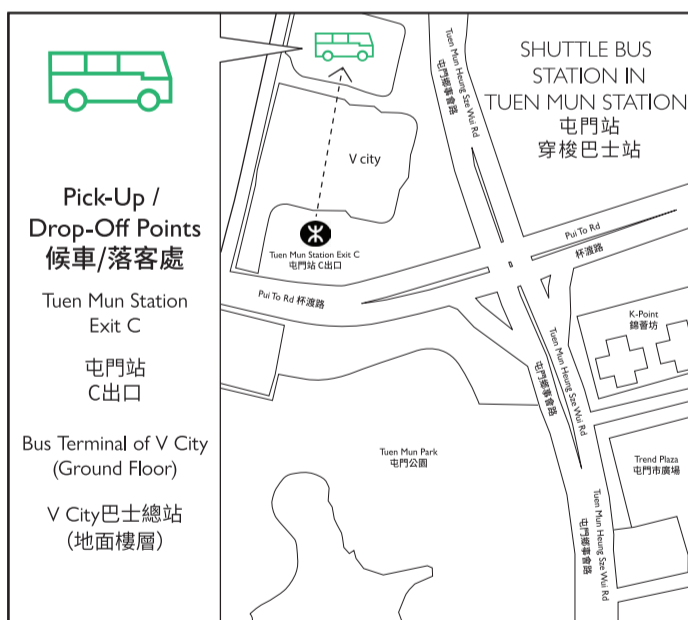 Pick-Up /
Drop-Off Points
候車/落客處
Tuen Mun Station
Exit C
屯門站
C出口
Bus Terminal of V City
(Ground Floor)
V City巴士總站
(地面樓層)
SHUTTLE BUS
STATION IN
TUEN MUN STATION
屯門站
穿梭巴士站
Tuen Mun Heung Sze Wui Rd
屯門鄉事會路
V city
Tuen Mun Station Exit C
屯門站 C出口
Pui To Rd
杯渡路
Pui To Rd 杯渡路
K-Point
錦薈坊
Tuen Mun Heung Sze Wui Rd
屯門鄉事會路
Tuen Mun Park
屯門公園
Trend Plaza
屯門市廣場
Tuen Mun Heung Sze Wui Rd
屯門鄉事會路